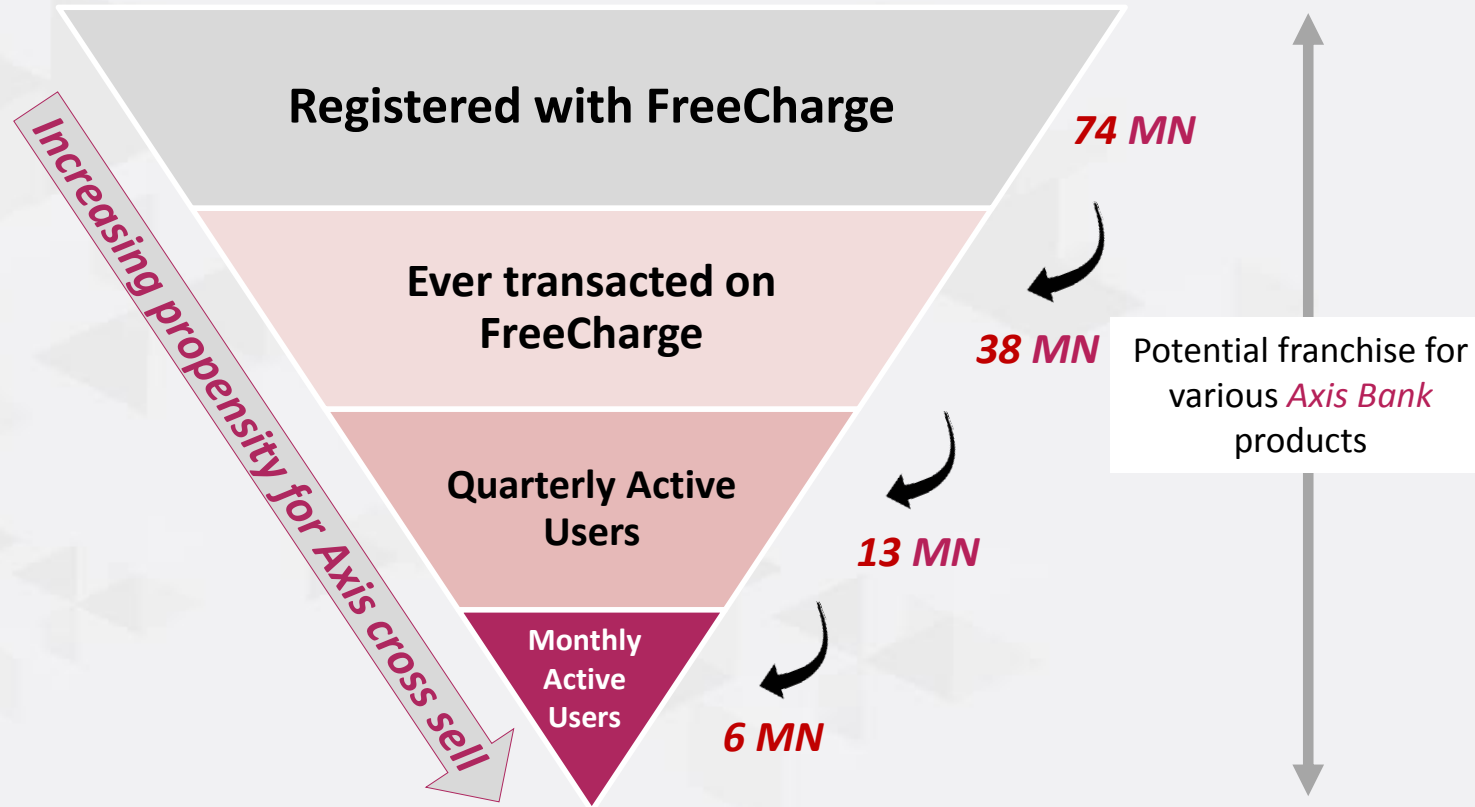 Registered with FreeCharge
74 MN
Increasing propensity for Axis cross sell
Ever transacted on
FreeCharge
38 MN
Potential franchise for
various Axis Bank
products
Quarterly Active
Users
13 MN
Monthly
Active
Users
6 MN